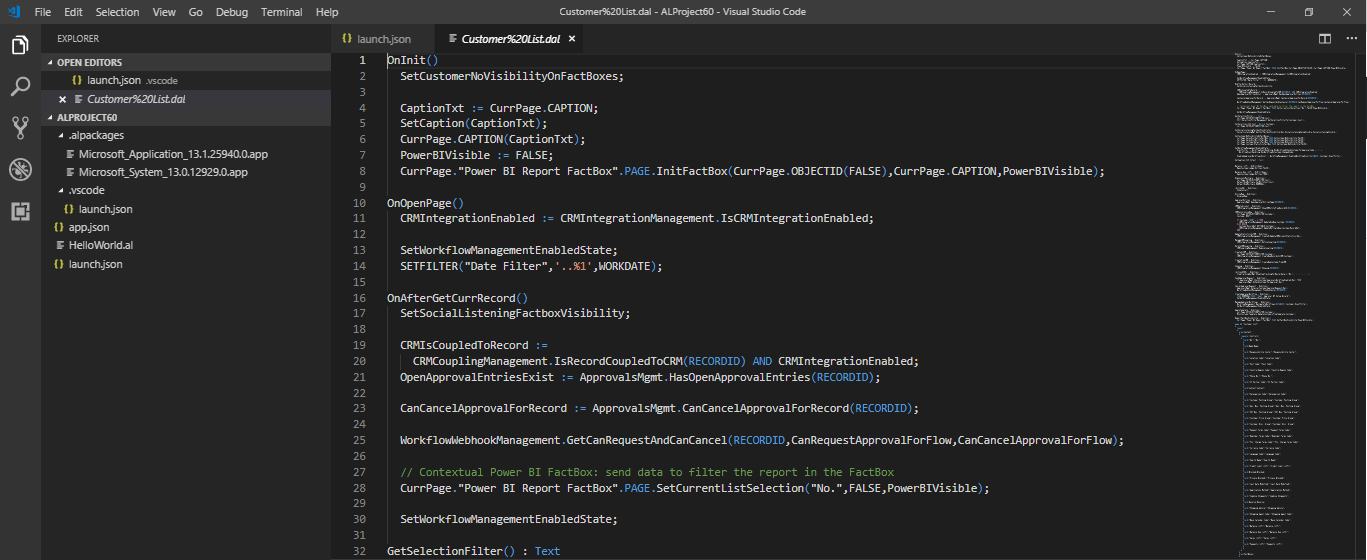 File Edit Selection View Go Debug Terminal Help
Customer%20List.dal - ALProject60 - Visual Studio Code
EXPLORER
OPEN EDITORS
{} launch.json .vscode
Customer%20List.dal
ALPROJECT60
.alpackages
Microsoft_Application_13.1.25940.0.app
Microsoft_System_13.0.12929.0.app
.vscode
{} launch.json
{} app.json
HelloWorld.al
{} launch.json
{} launch.json
Customer%20List.dal
1 OnInit()
2 SetCustomerNoVisibilityOnFactBoxes;
3
4 CaptionTxt := CurrPage.CAPTION;
5 SetCaption(CaptionTxt);
6 CurrPage.CAPTION(CaptionTxt);
7 PowerBIVisible := FALSE;
8 CurrPage."Power BI Report FactBox".PAGE.InitFactBox(CurrPage.OBJECTID(FALSE),CurrPage.CAPTION,PowerBIVisible);
9
10 OnOpenPage()
11 CRMIntegrationEnabled := CRMIntegrationManagement.IsCRMIntegrationEnabled;
12
13 SetWorkflowManagementEnabledState;
14 SETFILTER("Date Filter",'..%1',WORKDATE);
15
16 OnAfterGetCurrRecord()
17 SetSocialListeningFactboxVisibility;
18
19 CRMIsCoupledToRecord :=
20 CRMCouplingManagement.IsRecordCoupledToCRM(RECORDID) AND CRMIntegrationEnabled;
21 OpenApprovalEntriesExist := ApprovalsMgmt.HasOpenApprovalEntries(RECORDID);
22
23 CanCancelApprovalForRecord := ApprovalsMgmt.CanCancelApprovalForRecord(RECORDID);
24
25 WorkflowWebhookManagement.GetCanRequestAndCanCancel(RECORDID,CanRequestApprovalForFlow,CanCancelApprovalForFlow);
26
27 // Contextual Power BI FactBox: send data to filter the report in the FactBox
28 CurrPage."Power BI Report FactBox".PAGE.SetCurrentListSelection("No.",FALSE,PowerBIVisible);
29
30 SetWorkflowManagementEnabledState;
31
32 GetSelectionFilter() : Text